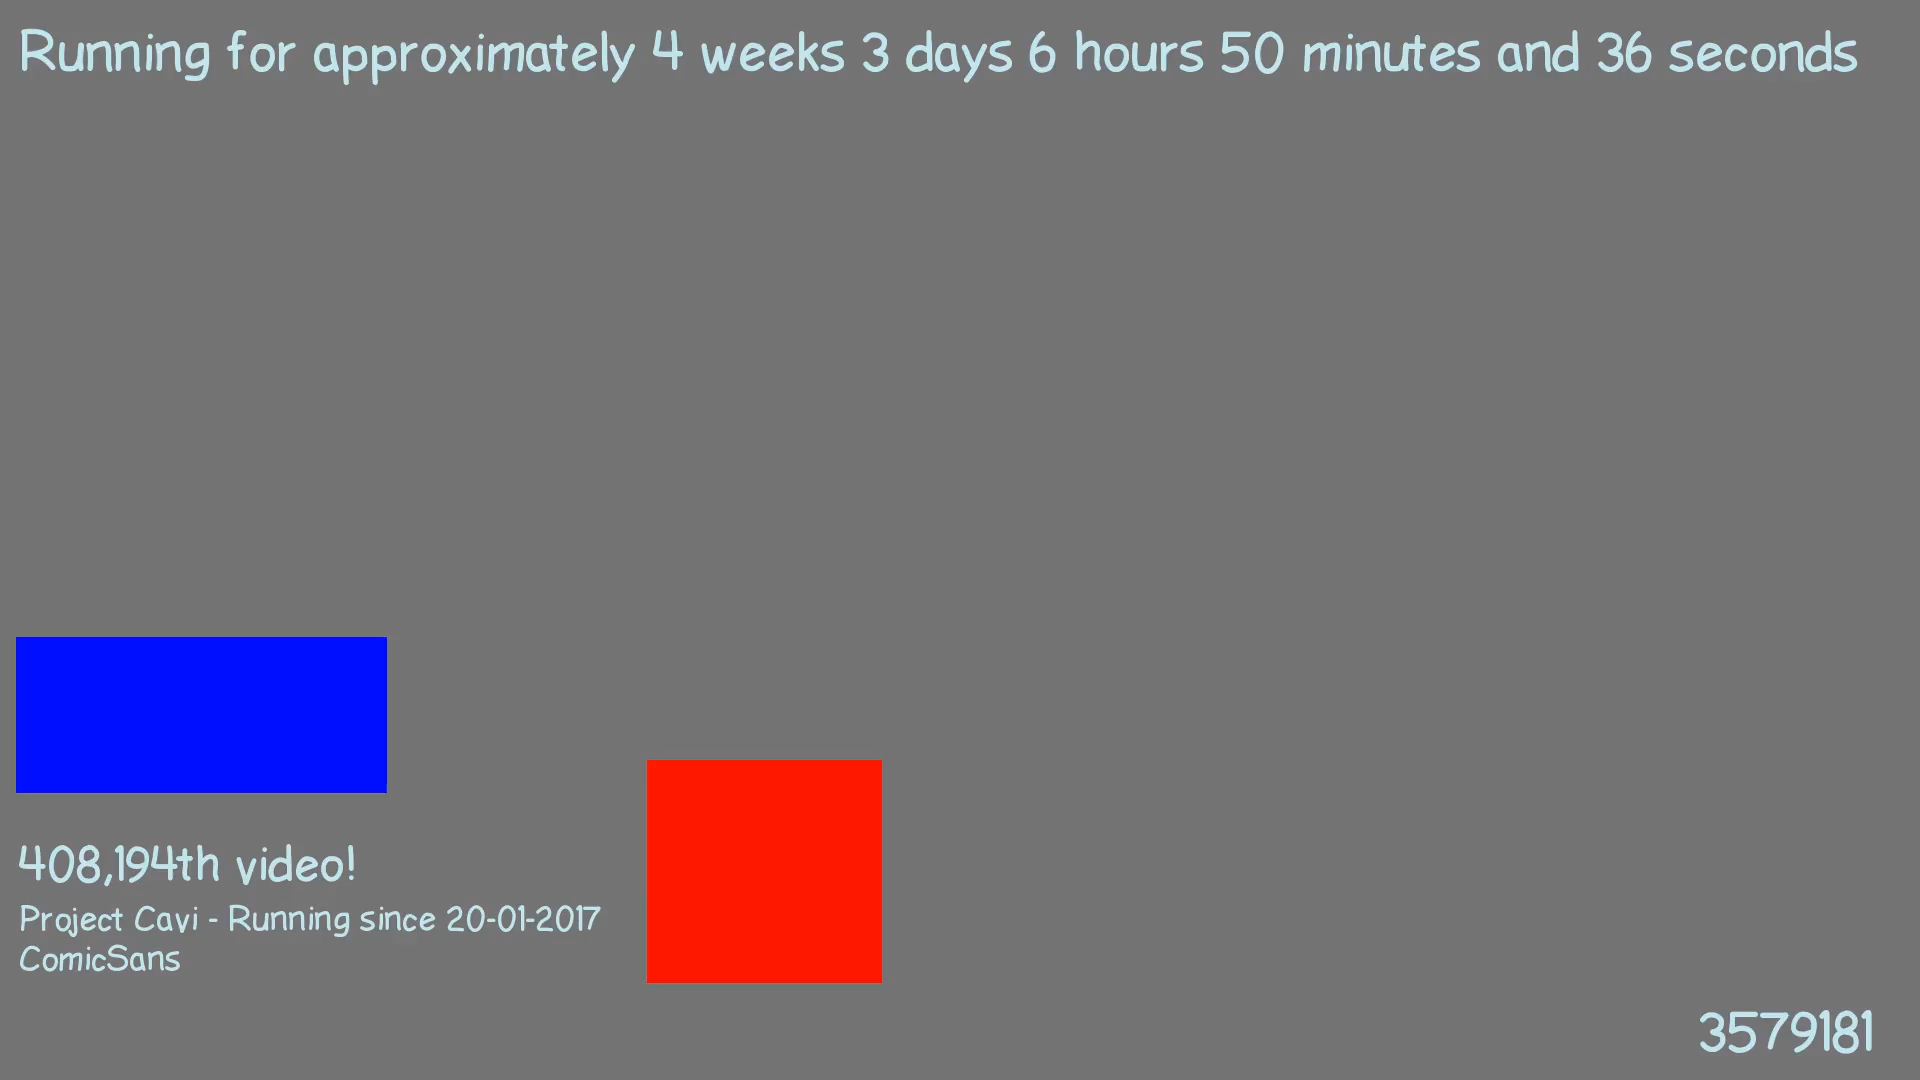 Running for approximately 4 weeks 3 days 6 hours 50 minutes and 36 seconds
408,194th video!
Project Cavi - Running since 20-01-2017
ComicSans
3579181